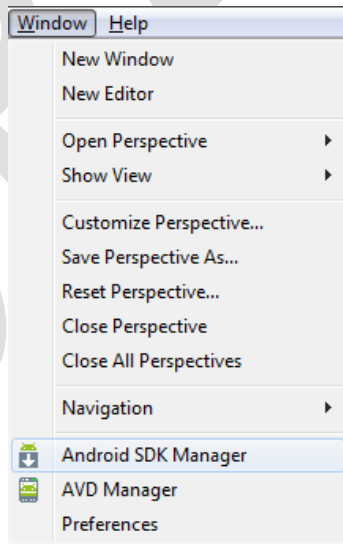 Window Help
New Window
New Editor
Open Perspective
Show View
Customize Perspective...
Save Perspective As...
Reset Perspective...
Close Perspective
Close All Perspectives
Navigation
Android SDK Manager
AVD Manager
Preferences